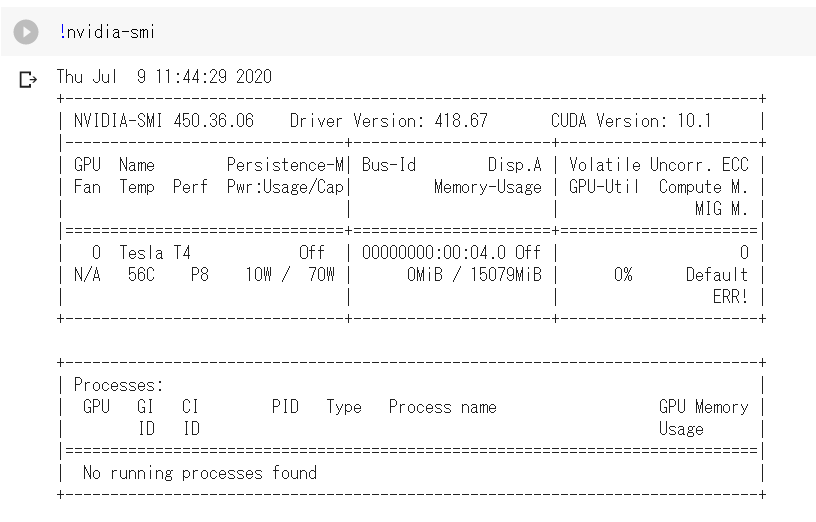 !nvidia-smi
Thu Jul  9 11:44:29 2020
+-----------------------------------------------------------------------------+
| NVIDIA-SMI 450.36.06    Driver Version: 418.67       CUDA Version: 10.1     |
|-------------------------------+----------------------+----------------------+
| GPU  Name        Persistence-M| Bus-Id        Disp.A | Volatile Uncorr. ECC |
| Fan  Temp  Perf  Pwr:Usage/Cap|         Memory-Usage | GPU-Util  Compute M. |
|                               |                      |               MIG M. |
|===============================+======================+======================|
|   0  Tesla T4            Off  | 00000000:00:04.0 Off |                    0 |
| N/A   56C    P8    10W /  70W |      0MiB / 15079MiB |      0%      Default |
|                               |                      |                 ERR! |
+-------------------------------+----------------------+----------------------+

+-----------------------------------------------------------------------------+
| Processes:                                                                  |
|  GPU   GI   CI        PID   Type   Process name                  GPU Memory |
|        ID   ID                                                   Usage      |
|=============================================================================|
|  No running processes found                                                 |
+-----------------------------------------------------------------------------+